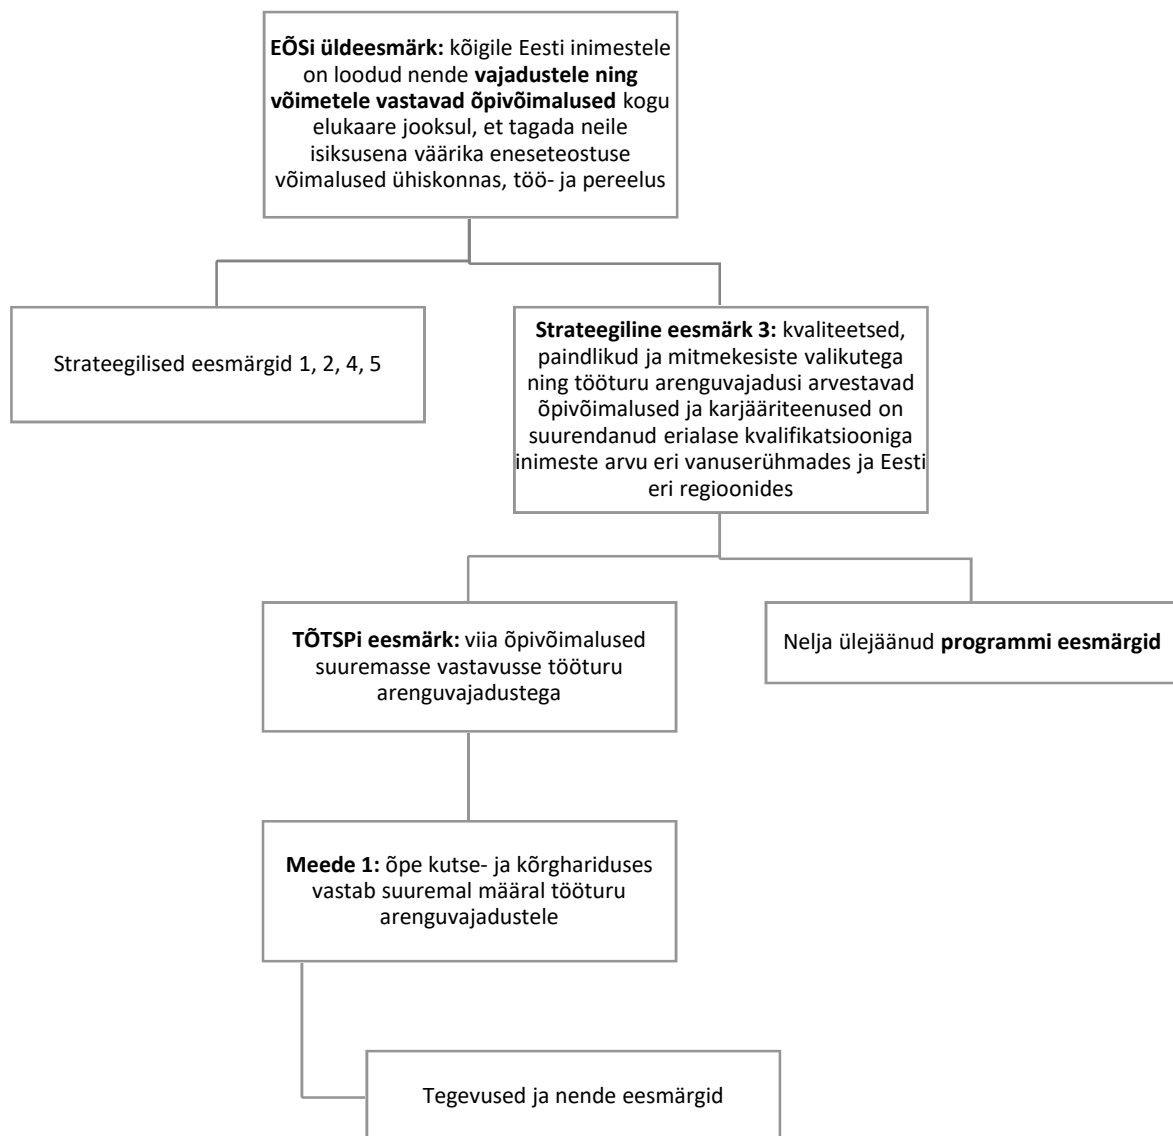 EÕSi üldeesmärk: kõigile Eesti inimestele
on loodud nende vajadustele ning
võimetele vastavad õpivõimalused kogu
elukaare jooksul, et tagada neile
isiksusena väärika eneseteostuse
võimalused ühiskonnas, töö- ja pereelus
Strateegilised eesmärgid 1, 2, 4, 5
Strateegiline eesmärk 3: kvaliteetsed,
paindlikud ja mitmekesiste valikutega
ning tööturu arenguvajadusi arvestavad
õpivõimalused ja karjääriteenused on
suurendanud erialase kvalifikatsiooniga
inimeste arvu eri vanuserühmades ja Eesti
eri regioonides
TÕTSPi eesmärk: viia õpivõimalused
suuremasse vastavusse tööturu
arenguvajadustega
Nelja ülejäänud programmi eesmärgid
Meede 1: õpe kutse- ja kõrghariduses
vastab suuremal määral tööturu
arenguvajadustele
Tegevused ja nende eesmärgid